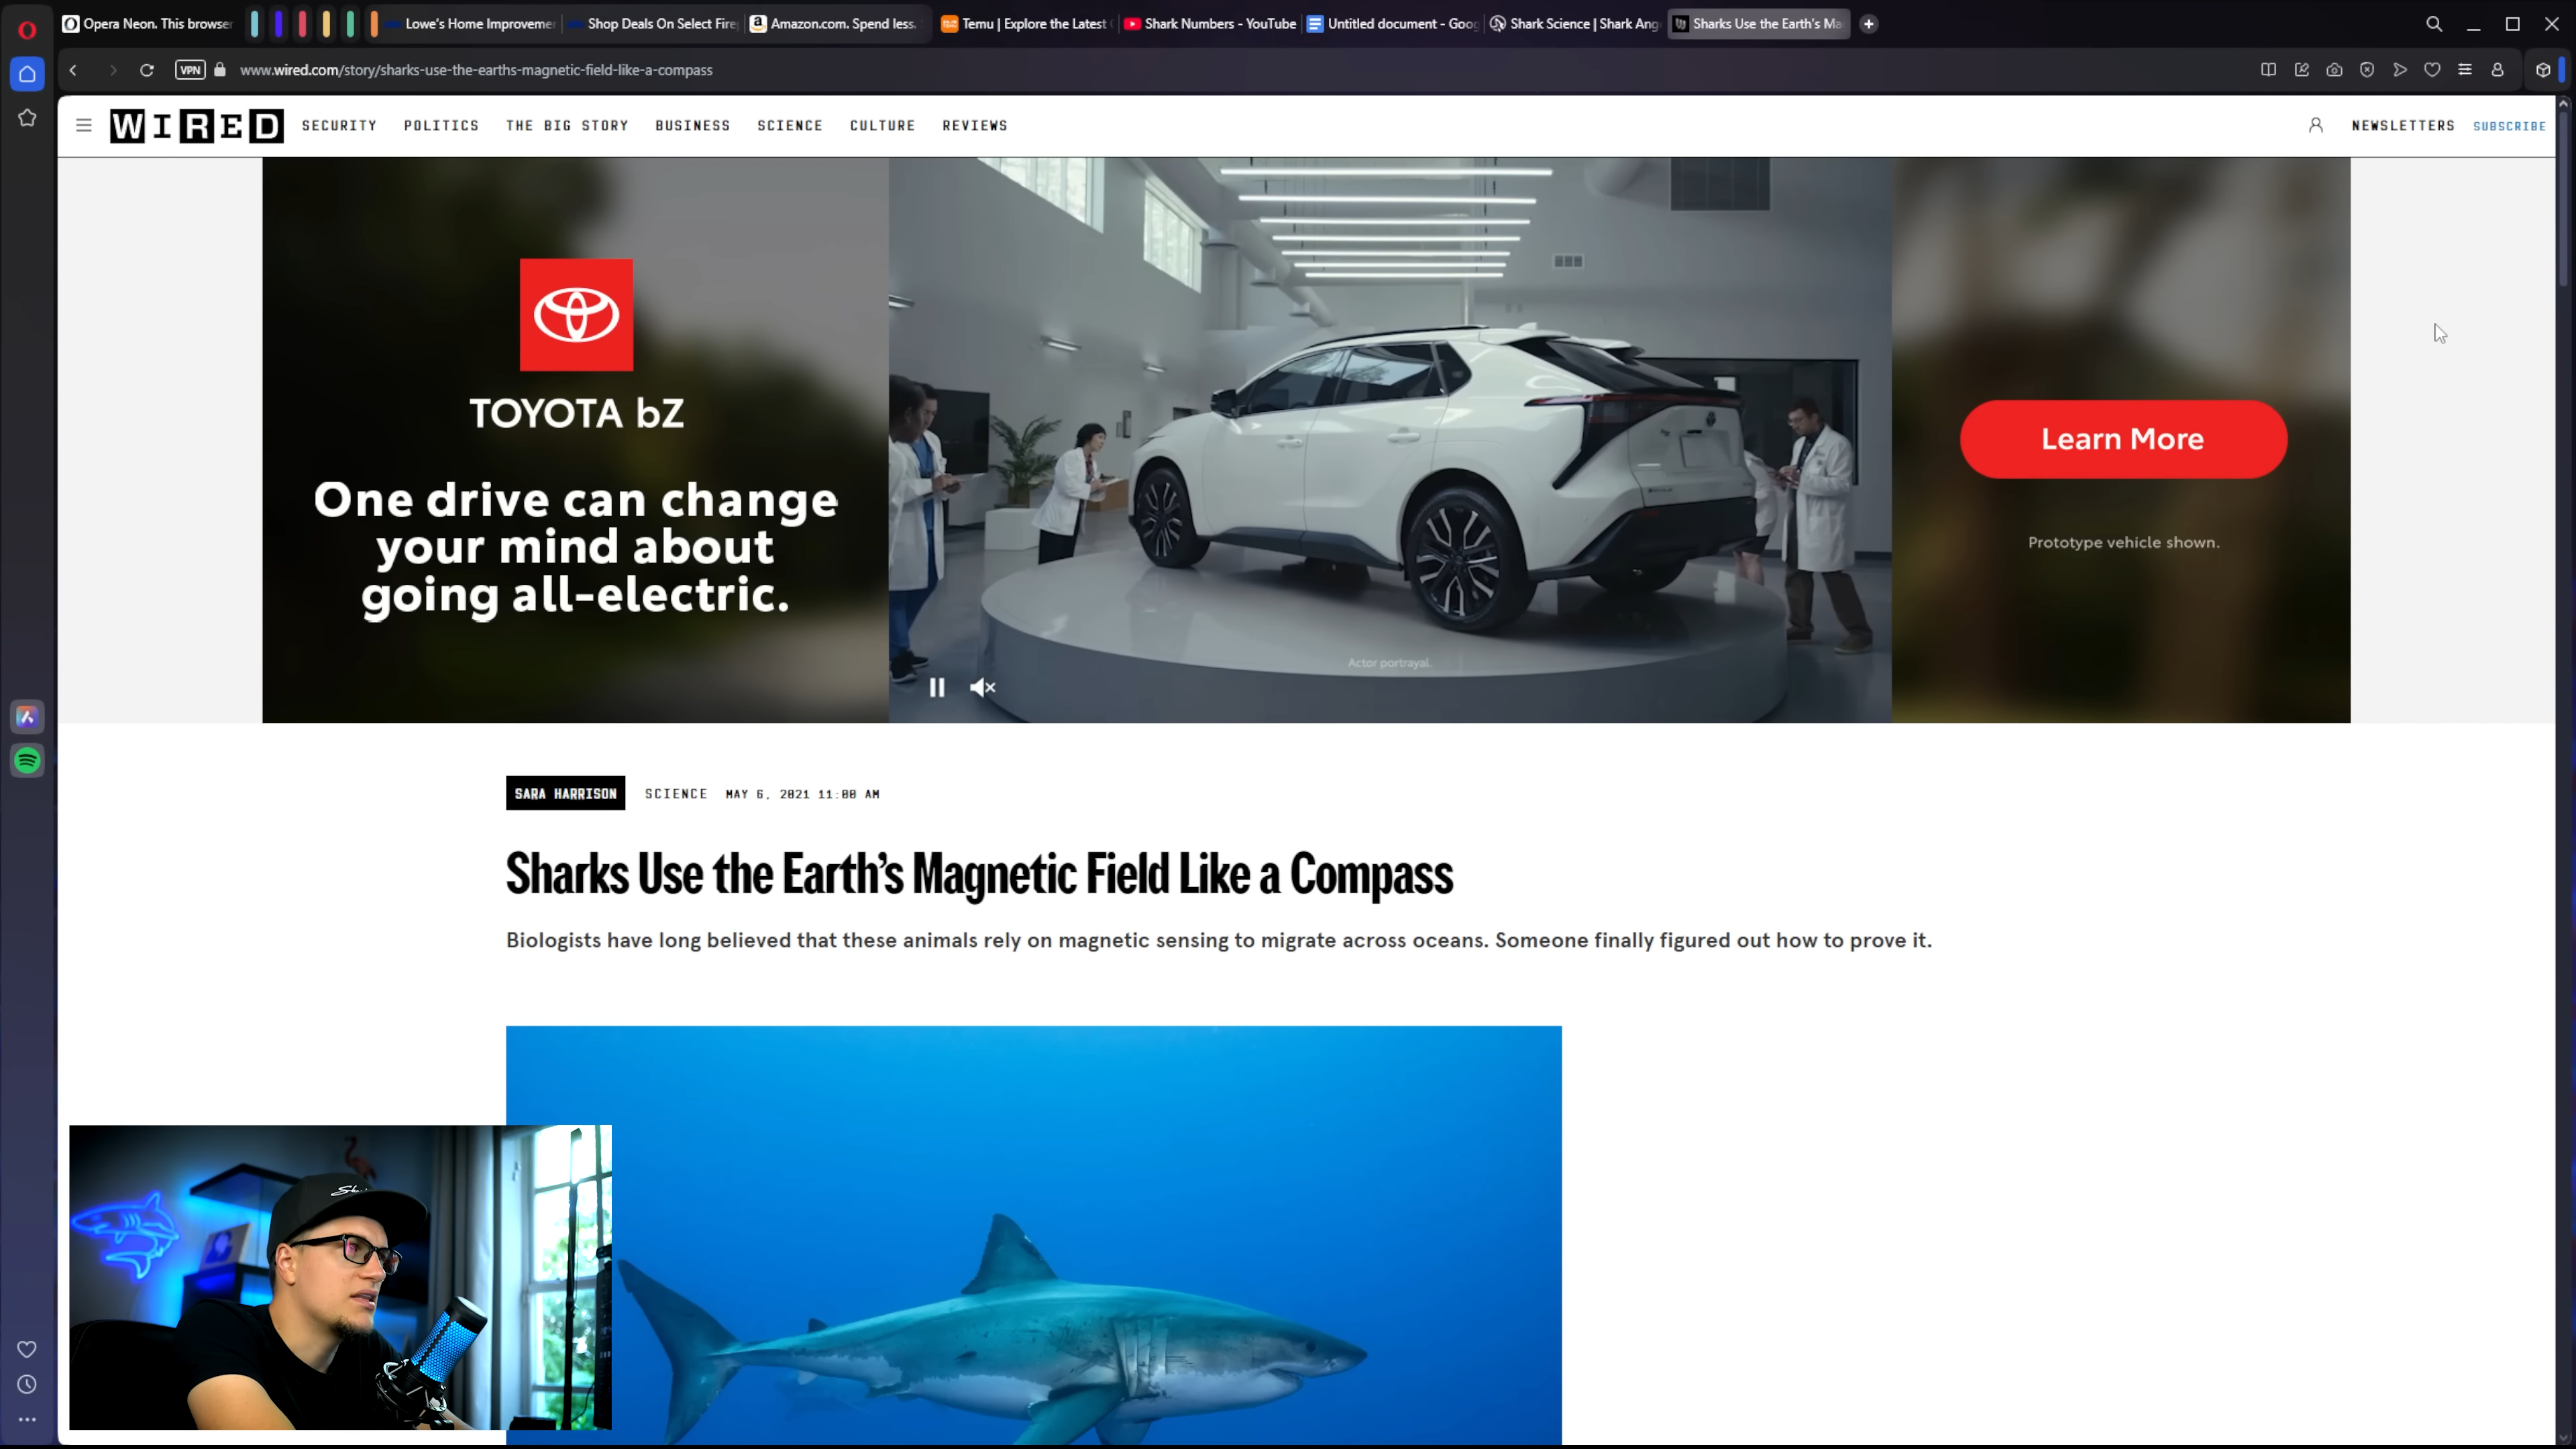 Opera Neon. This browser
Lowe's Home Improvemen
Shop Deals On Select Fire
Amazon.com. Spend less.
Temu | Explore the Latest
Shark Numbers - YouTube
Untitled document - Goog
Shark Science | Shark Ang
Sharks Use the Earth's Ma
VPN
www.wired.com/story/sharks-use-the-earths-magnetic-field-like-a-compass
WIRED
SECURITY
POLITICS
THE BIG STORY
BUSINESS
SCIENCE
CULTURE
REVIEWS
NEWSLETTERS
SUBSCRIBE
TOYOTA bZ
One drive can change
your mind about
going all-electric.
Actor portrayal.
Learn More
Prototype vehicle shown.
SARA HARRISON
SCIENCE
MAY 6, 2021 11:00 AM
Sharks Use the Earth's Magnetic Field Like a Compass
Biologists have long believed that these animals rely on magnetic sensing to migrate across oceans. Someone finally figured out how to prove it.